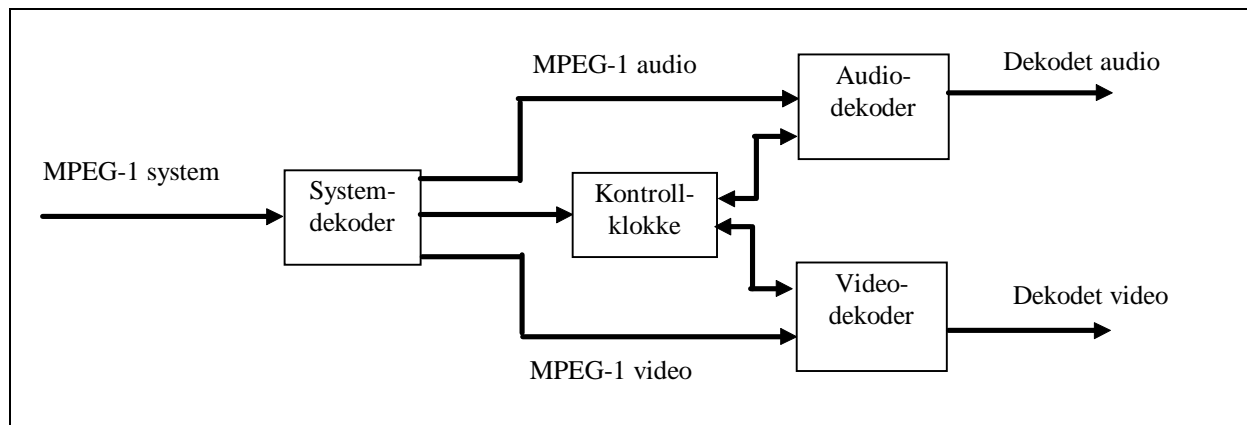 MPEG-1 system
System-
dekoder
MPEG-1 audio
Kontroll-
klokke
MPEG-1 video
Audio-
dekoder
Dekodet audio
Video-
dekoder
Dekodet video